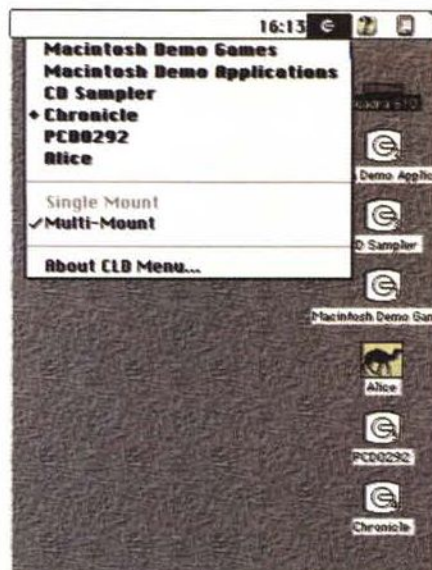 16:13
Macintosh Demo Games
Macintosh Demo Applications
CD Sampler
Chronicle
PCD0292
Alice
Single Mount
✓Multi-Mount
About CLD Menu...
Demo Applic
D Sampler
Macintosh Demo Gam
Alice
PCD0292
Chronicle